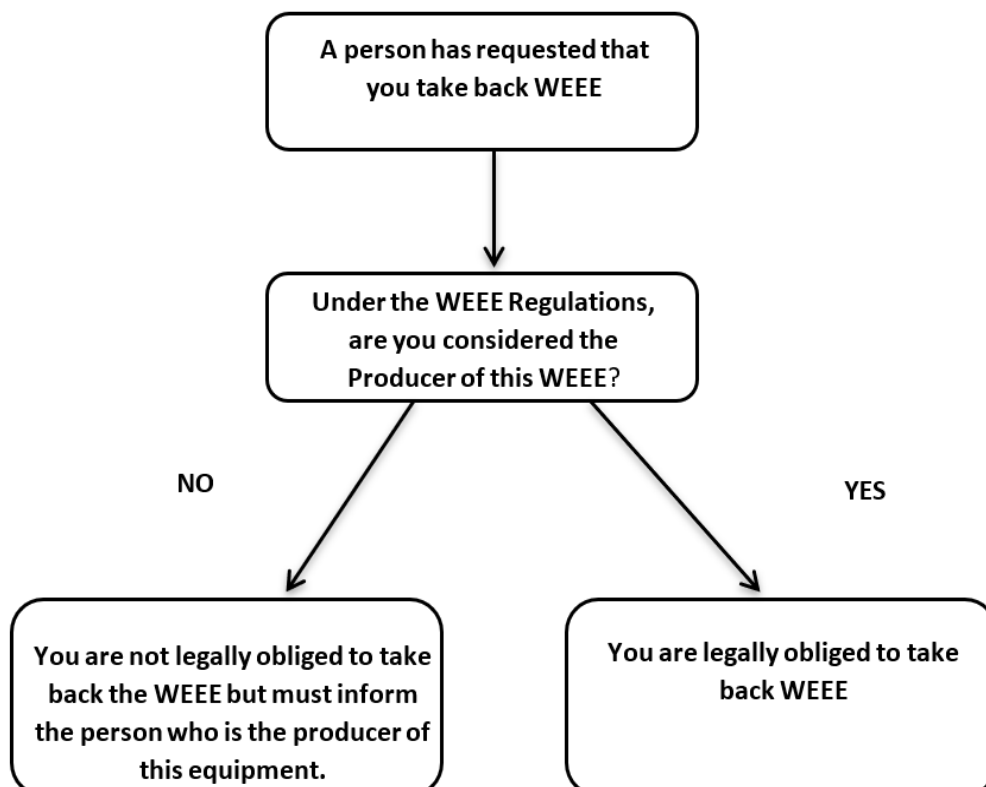 A person has requested that
you take back WEEE
Under the WEEE Regulations,
are you considered the
Producer of this WEEE?
NO
YES
You are not legally obliged to take
back the WEEE but must inform
the person who is the producer of
this equipment.
You are legally obliged to take
back WEEE